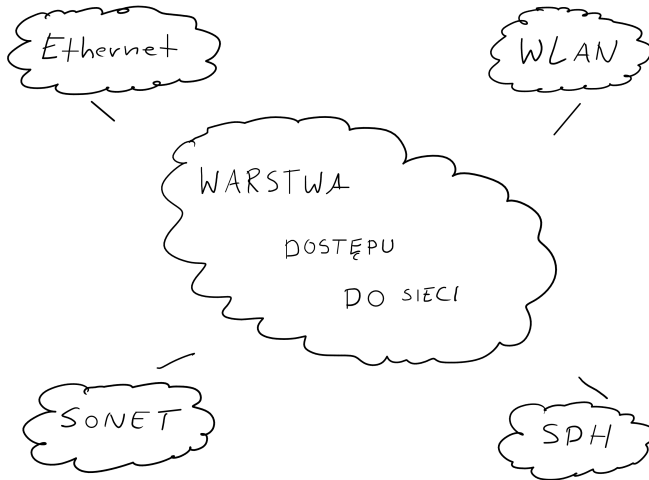 Ethernet
WLAN
WARSTWA
DOSTĘPU
DO SIECI
SONET
SDH